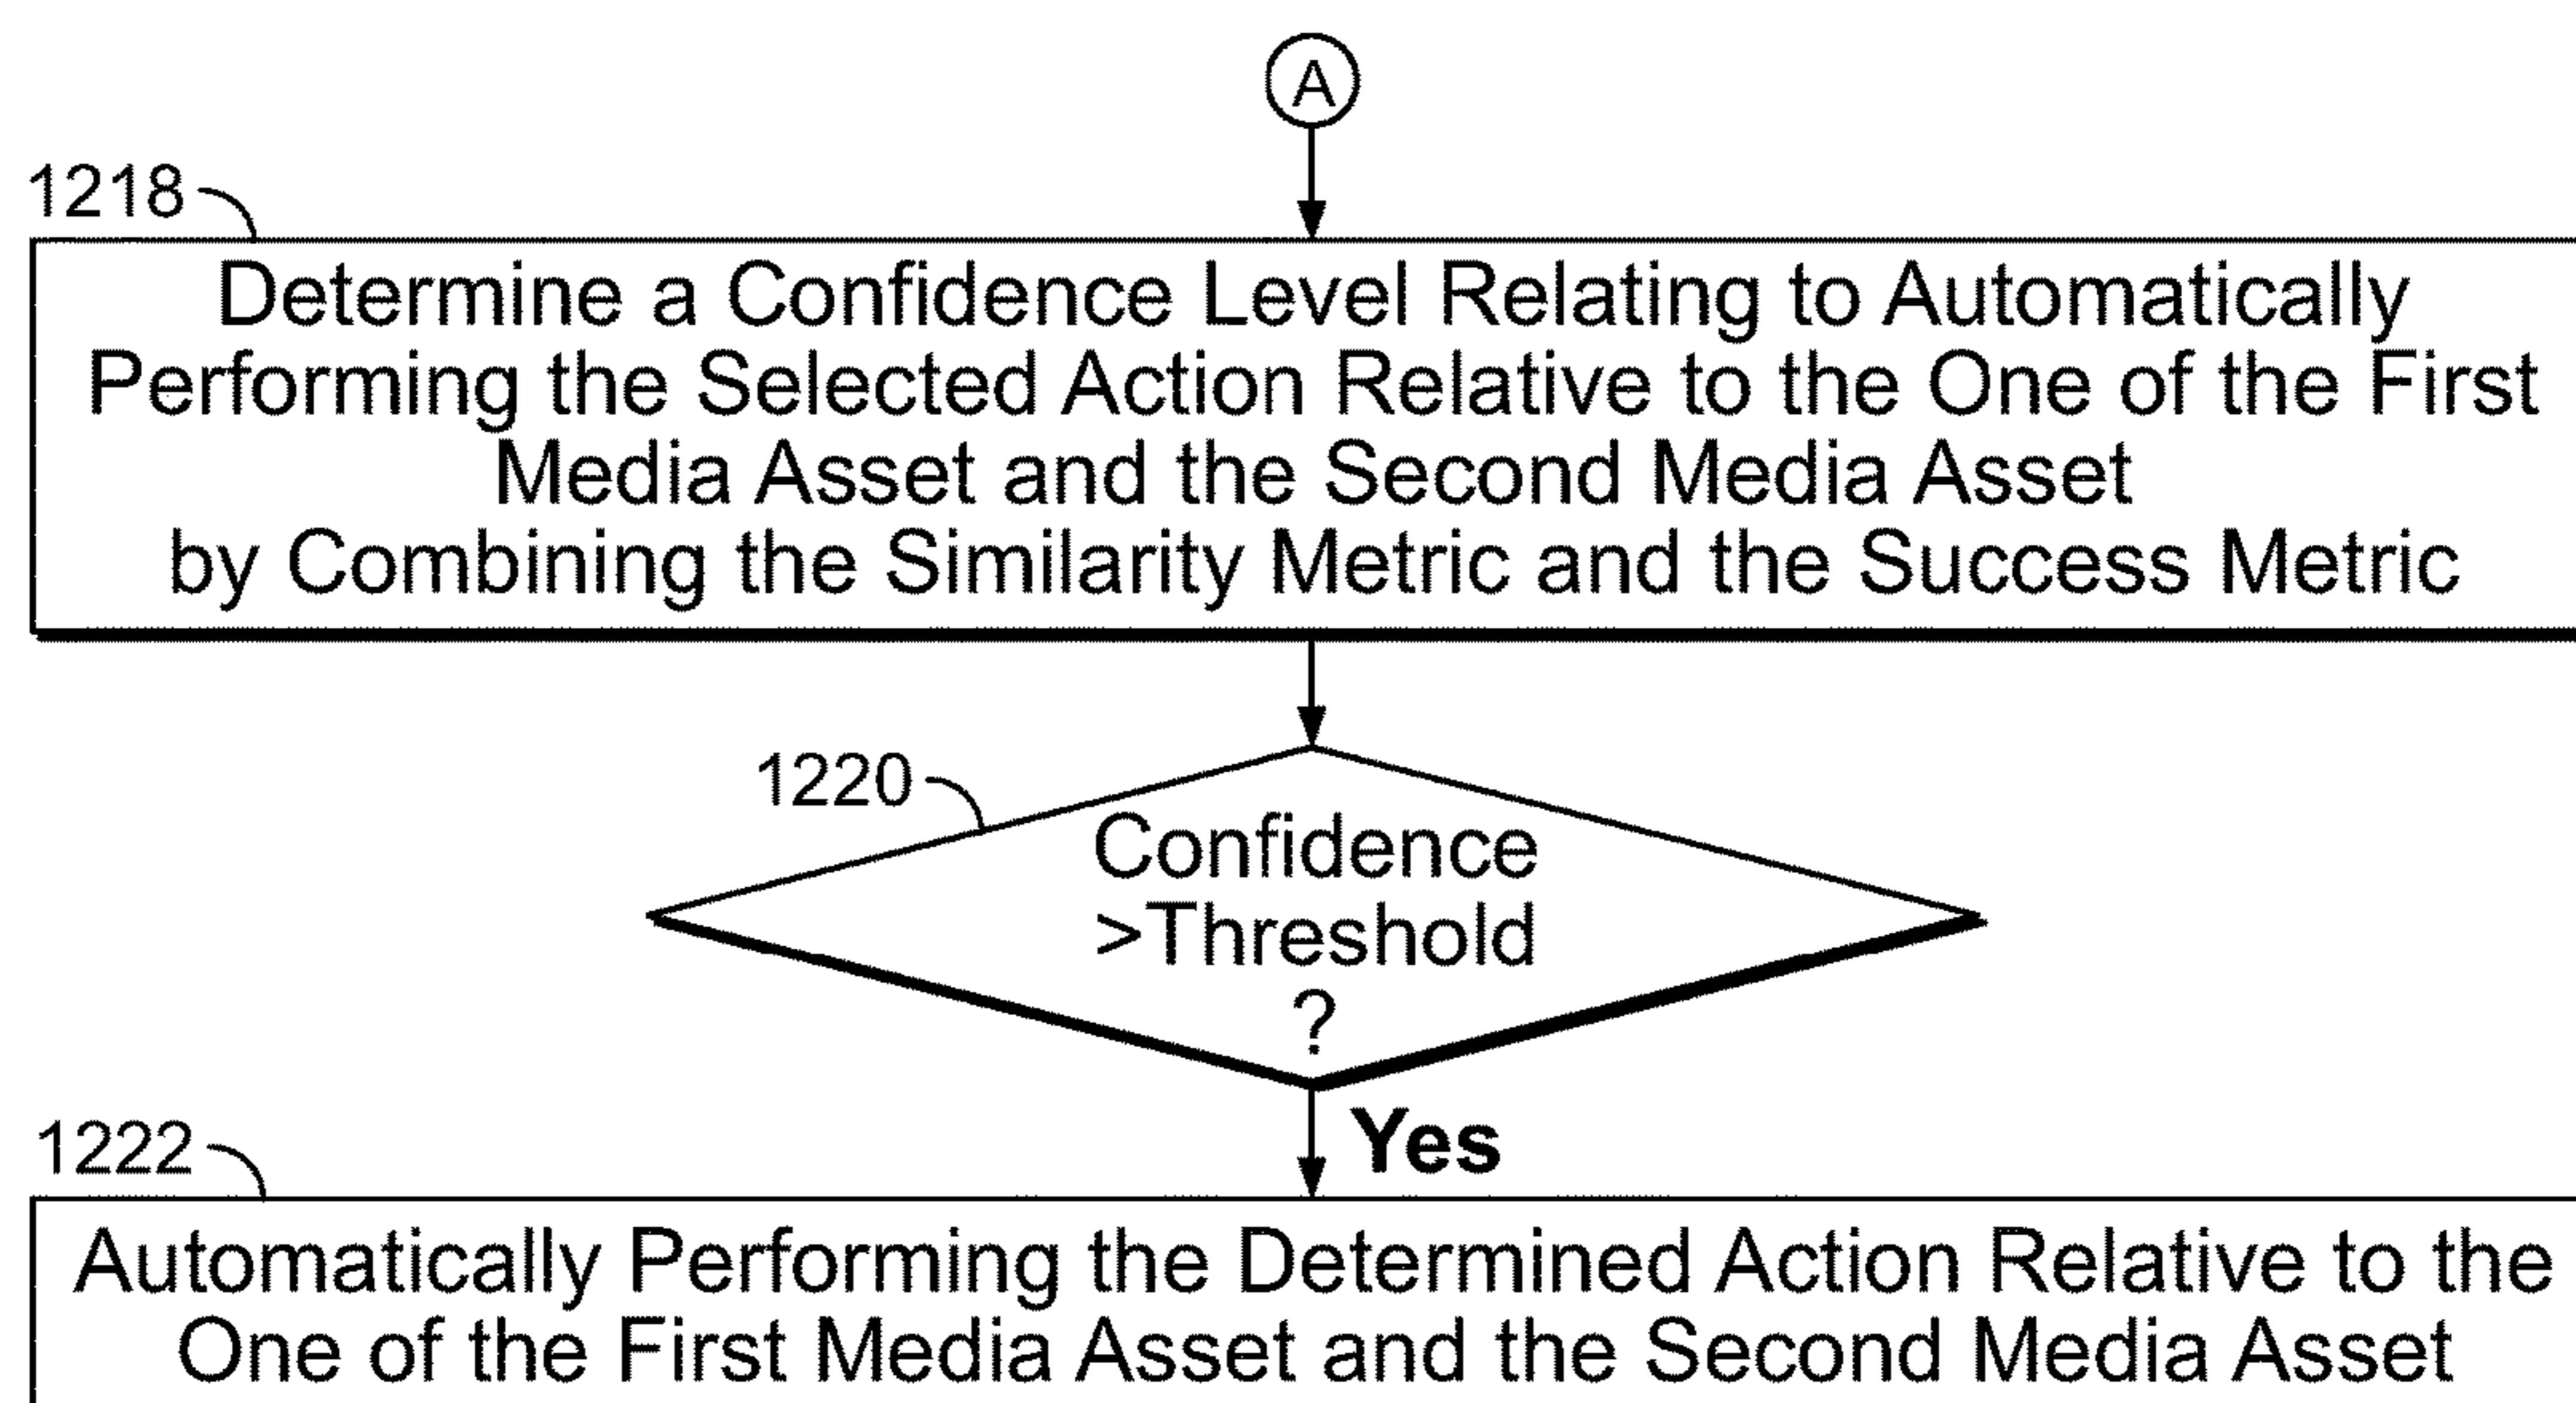 A
1218
Determine a Confidence Level Relating to Automatically
Performing the Selected Action Relative to the One of the First
Media Asset and the Second Media Asset
by Combining the Similarity Metric and the Success Metric
1220
Confidence
>Threshold
?
Yes
1222
Automatically Performing the Determined Action Relative to the
One of the First Media Asset and the Second Media Asset